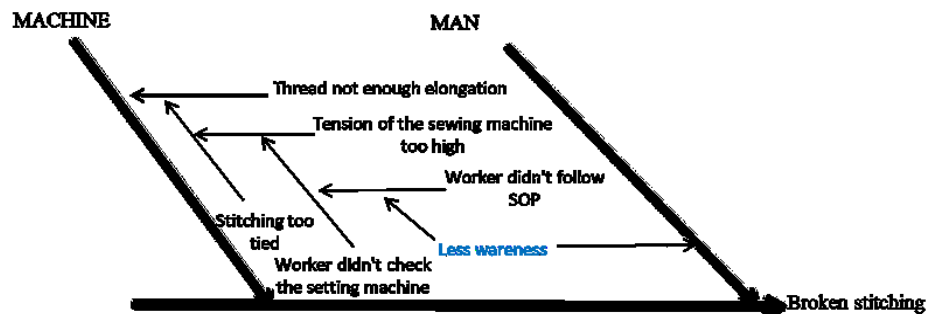 MACHINE
MAN
Thread not enough elongation
Tension of the sewing machine
too high
Worker didn't follow
SOP
Stitching too
tied
Less wareness
Worker didn't check
the setting machine
Broken stitching